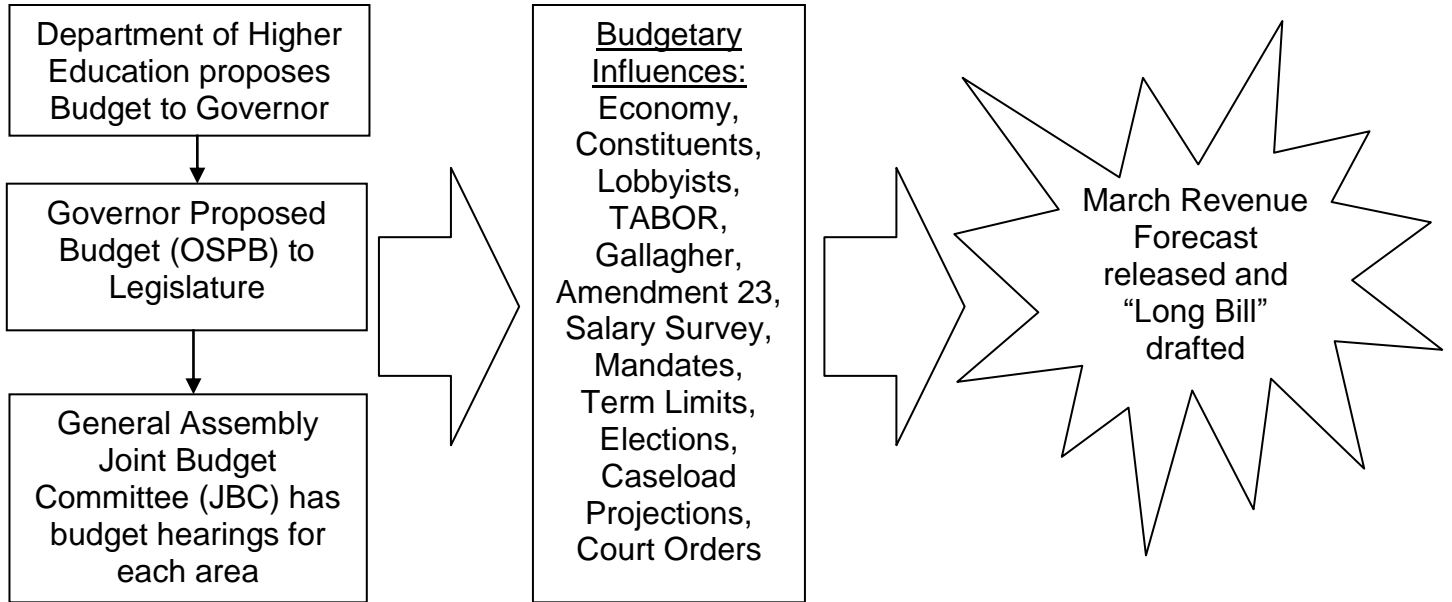 Department of Higher
Education proposes
Budget to Governor
Governor Proposed
Budget (OSPB) to
Legislature
General Assembly
Joint Budget
Committee (JBC) has
budget hearings for
each area
Budgetary
Influences:
Economy,
Constituents,
Lobbyists,
TABOR,
Gallagher,
Amendment 23,
Salary Survey,
Mandates,
Term Limits,
Elections,
Caseload
Projections,
Court Orders
March Revenue
Forecast
released and
“Long Bill”
drafted